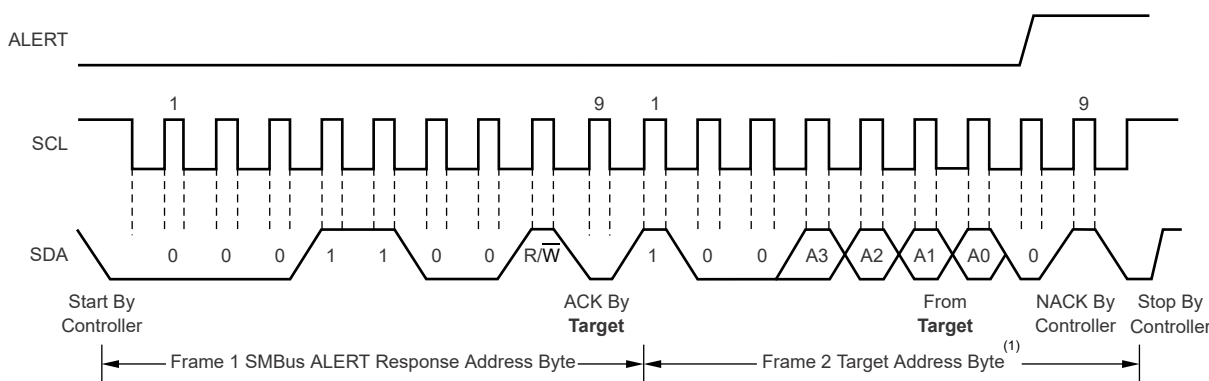 ALERT
1 9 1 9
SCL
SDA
0 0 0 1 1 0 0 R/W̅ 1 0 0 A3 A2 A1 A0 0
Start By
Controller
ACK By
Target
From
Target
NACK By
Controller
Stop By
Controller
Frame 1 SMBus ALERT Response Address Byte
Frame 2 Target Address Byte(1)